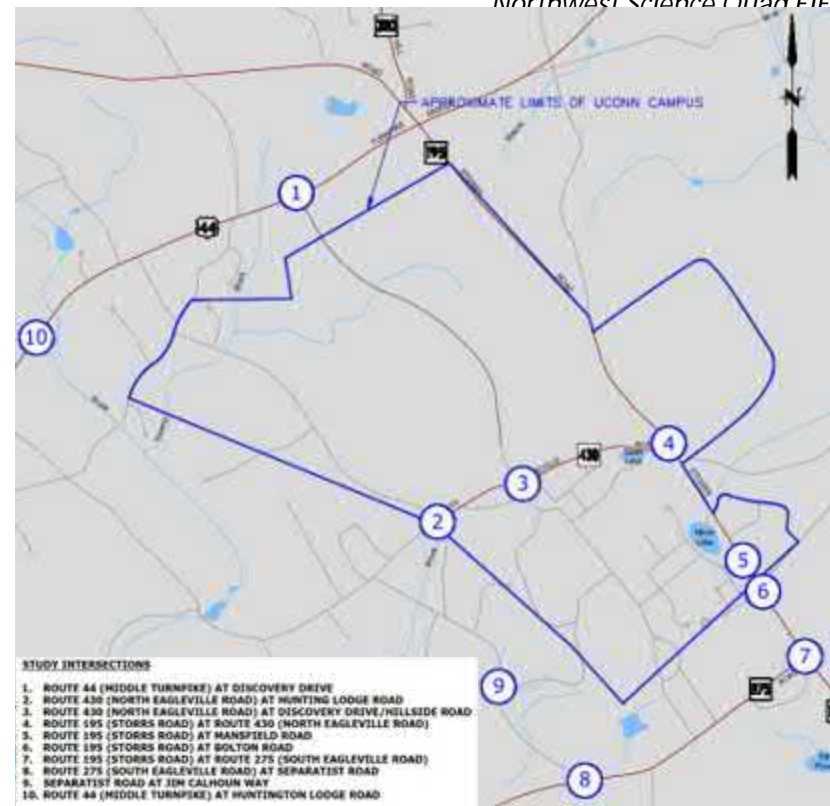 Northwest Science Quad EIE
APPROXIMATE LIMITS OF UCONN CAMPUS
195
1
44
10
4
430
3
2
5
6
7
9
275
8
STUDY INTERSECTIONS
1. ROUTE 44 (MIDDLE TURNPIKE) AT DISCOVERY DRIVE
2. ROUTE 430 (NORTH EAGLEVILLE ROAD) AT HUNTING LODGE ROAD
3. ROUTE 430 (NORTH EAGLEVILLE ROAD) AT DISCOVERY DRIVE/HILLSIDE ROAD
4. ROUTE 195 (STORRS ROAD) AT ROUTE 430 (NORTH EAGLEVILLE ROAD)
5. ROUTE 195 (STORRS ROAD) AT MANSFIELD ROAD
6. ROUTE 195 (STORRS ROAD) AT BOLTON ROAD
7. ROUTE 195 (STORRS ROAD) AT ROUTE 275 (SOUTH EAGLEVILLE ROAD)
8. ROUTE 275 (SOUTH EAGLEVILLE ROAD) AT SEPARATIST ROAD
9. SEPARATIST ROAD AT JIM CALHOUN WAY
10. ROUTE 44 (MIDDLE TURNPIKE) AT HUNTINGTON LODGE ROAD